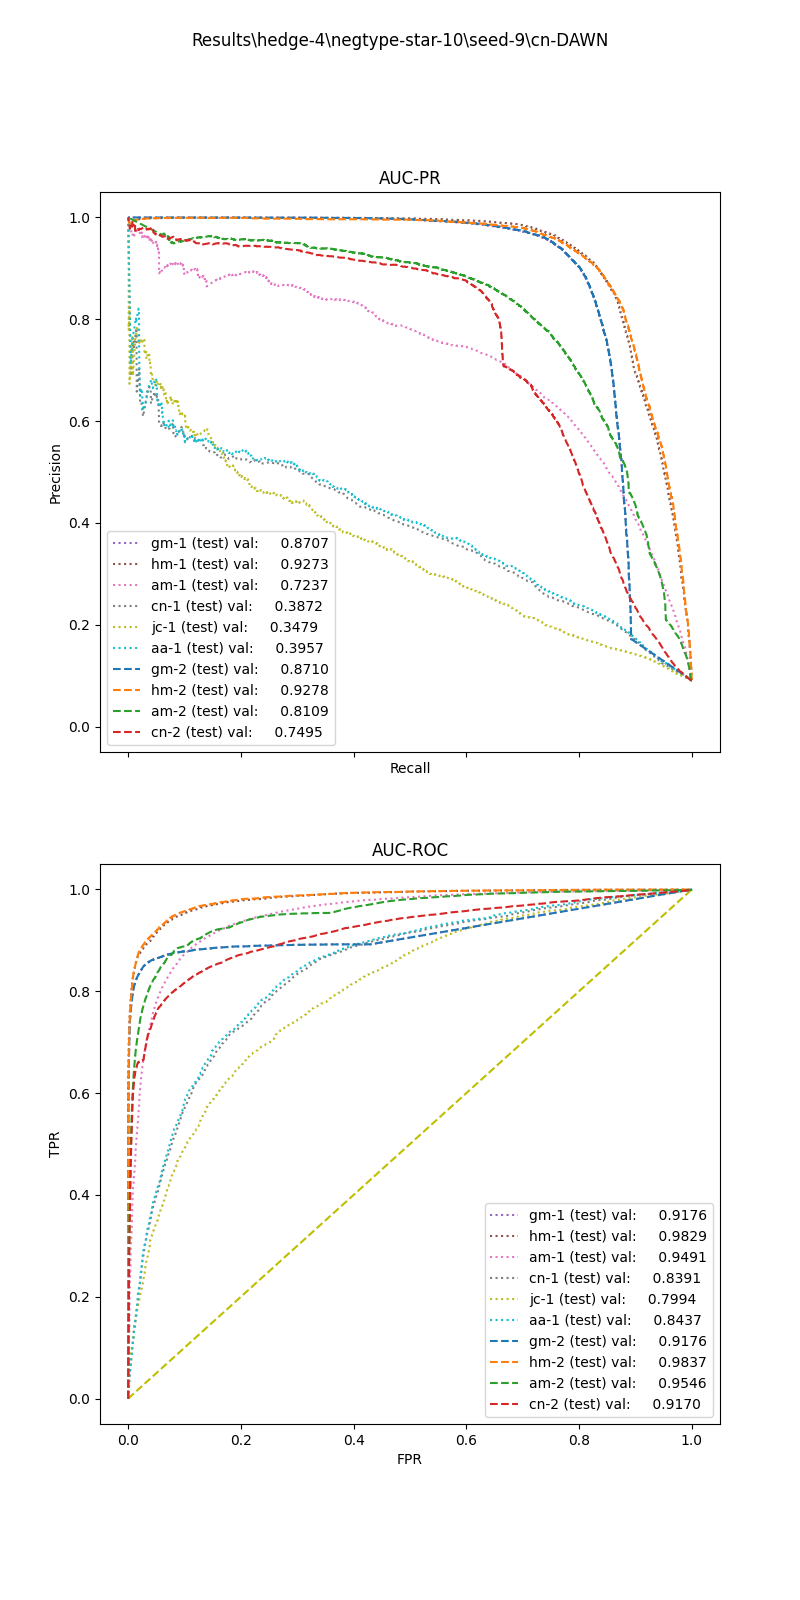 Results\hedge-4\negtype-star-10\seed-9\cn-DAWN
AUC-PR
1.0
0.8
0.6
0.4
0.2
0.0
Precision
gm-1 (test) val: 0.8707
hm-1 (test) val: 0.9273
am-1 (test) val: 0.7237
cn-1 (test) val: 0.3872
jc-1 (test) val: 0.3479
aa-1 (test) val: 0.3957
gm-2 (test) val: 0.8710
hm-2 (test) val: 0.9278
am-2 (test) val: 0.8109
cn-2 (test) val: 0.7495
Recall
AUC-ROC
1.0
0.8
0.6
0.4
0.2
0.0
TPR
gm-1 (test) val: 0.9176
hm-1 (test) val: 0.9829
am-1 (test) val: 0.9491
cn-1 (test) val: 0.8391
jc-1 (test) val: 0.7994
aa-1 (test) val: 0.8437
gm-2 (test) val: 0.9176
hm-2 (test) val: 0.9837
am-2 (test) val: 0.9546
cn-2 (test) val: 0.9170
0.0 0.2 0.4 0.6 0.8 1.0
FPR